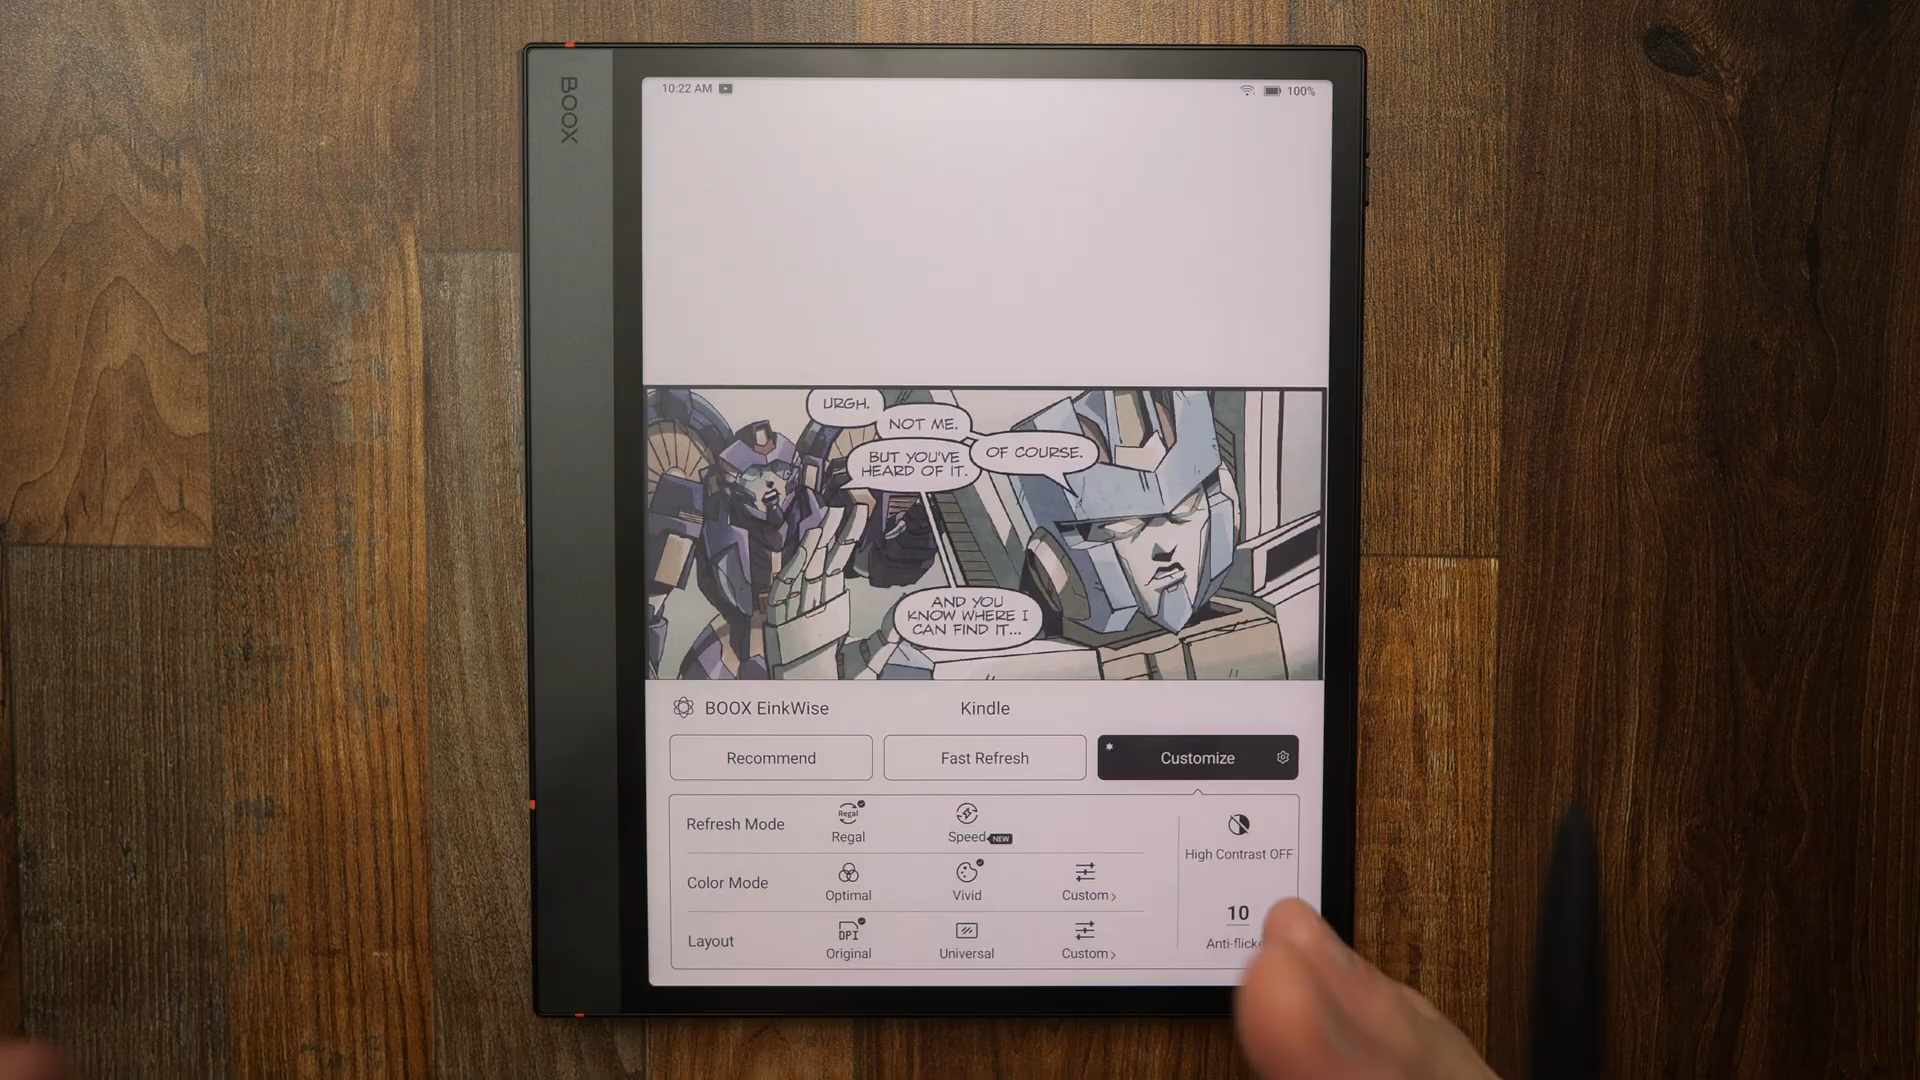 BOOX
10:22 AM
100%
URGH.
NOT ME.
BUT YOU'VE
HEARD OF IT.
OF COURSE.
AND YOU
KNOW WHERE I
CAN FIND IT...
BOOX EinkWise
Kindle
Recommend
Fast Refresh
Customize
Refresh Mode
Regal
Regal
Speed NEW
High Contrast OFF
Color Mode
Optimal
Vivid
Custom >
10
Layout
DPI
Original
Universal
Custom >